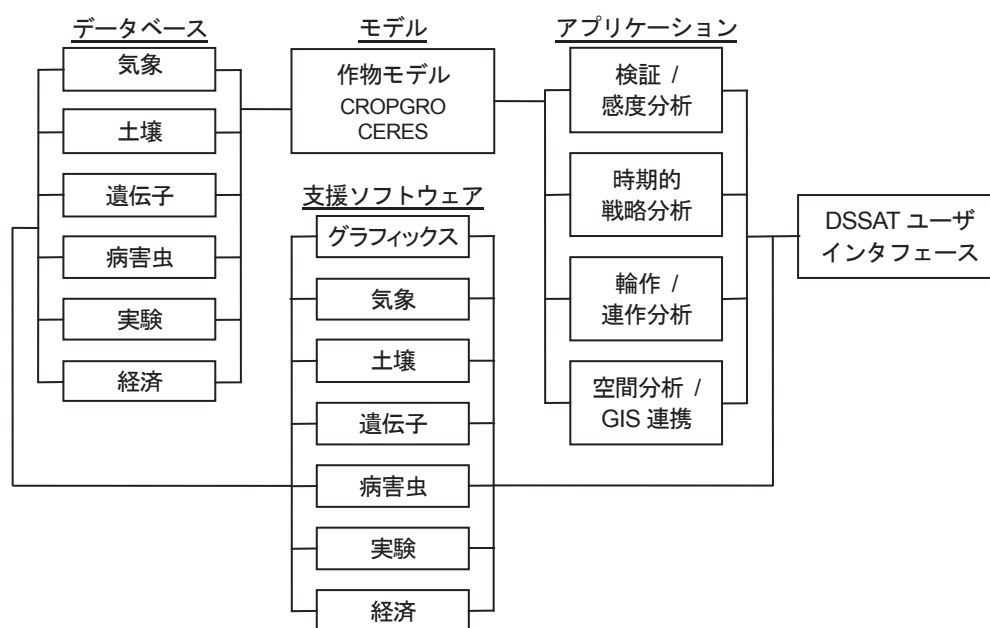 データベース
気象
土壌
遺伝子
病害虫
実験
経済
モデル
作物モデル
CROPGRO
CERES
支援ソフトウェア
グラフィックス
気象
土壌
遺伝子
病害虫
実験
経済
アプリケーション
検証 /
感度分析
時期的
戦略分析
輪作 /
連作分析
空間分析 /
GIS 連携
DSSAT ユーザ
インタフェース